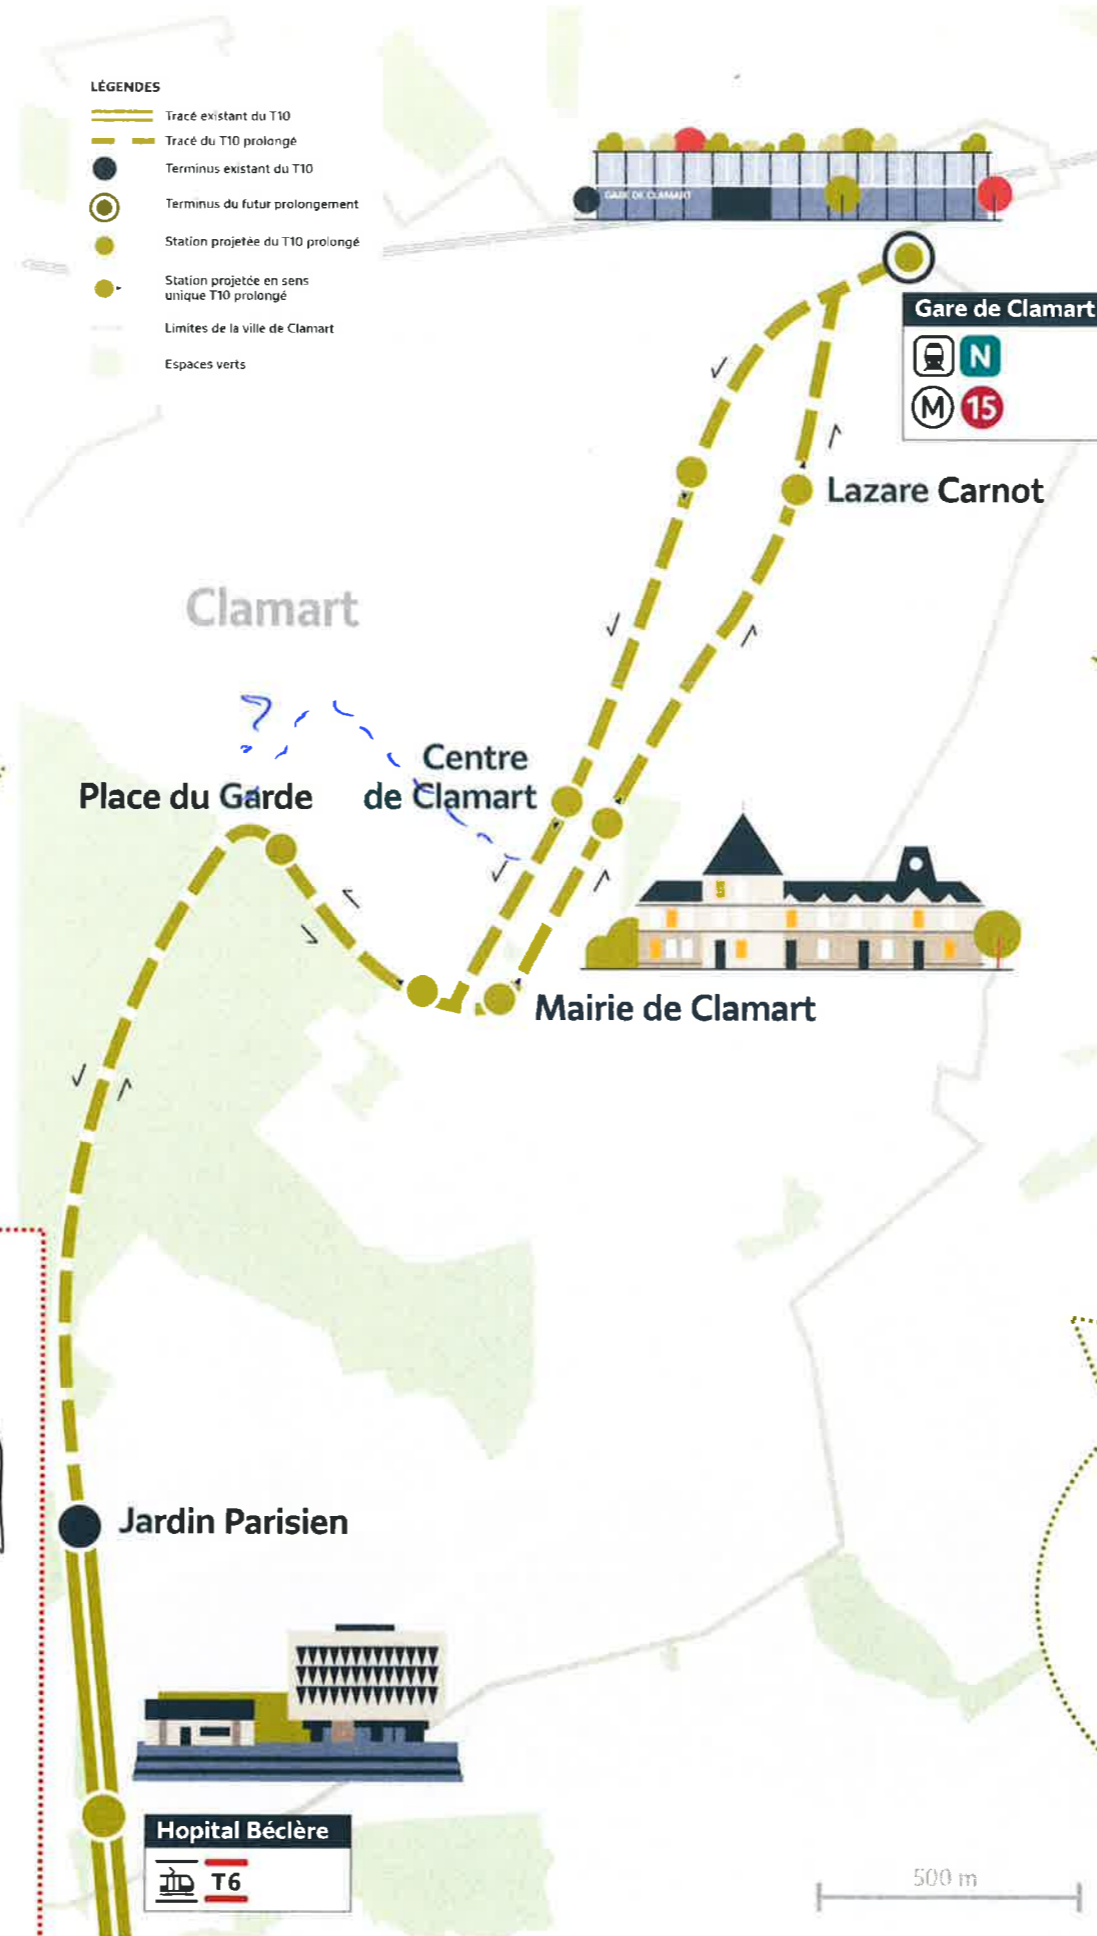 LÉGENDES
Tracé existant du T10
Tracé du T10 prolongé
Terminus existant du T10
Terminus du futur prolongement
Station projetée du T10 prolongé
Station projetée en sens
unique T10 prolongé
Limites de la ville de Clamart
Espaces verts
GARE DE CLAMART
Gare de Clamart
N
M 15
Lazare Carnot
Clamart
?
Centre
de Clamart
Place du Garde
Mairie de Clamart
Jardin Parisien
Hopital Béclère
T6
500 m